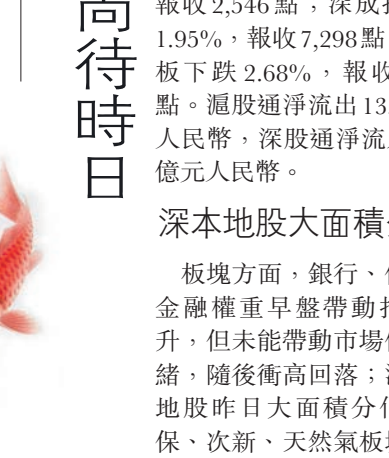 尚待時日
報收2,546點，深成指
1.95%，報收7,298點
板下跌2.68%，報收
點。滬股通淨流出13
人民幣，深股通淨流
億元人民幣。
深本地股大面積
板塊方面，銀行、
金融權重早盤帶動
升，但未能帶動市場
緒，隨後衝高回落；
地股昨日大面積分化
保、次新、天然氣板塊